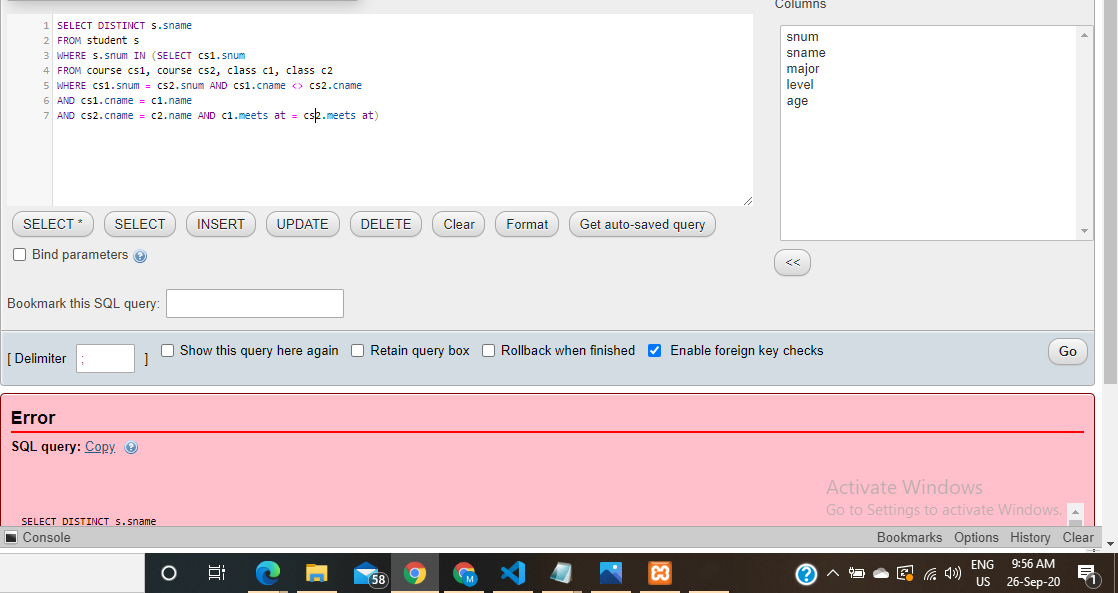 Columns
1 SELECT DISTINCT s.sname
2 FROM student s
3 WHERE s.snum IN (SELECT cs1.snum
4 FROM course cs1, course cs2, class c1, class c2
5 WHERE cs1.snum = cs2.snum AND cs1.cname <> cs2.cname
6 AND cs1.cname = c1.name
7 AND cs2.cname = c2.name AND c1.meets at = cs2.meets at)
snum
sname
major
level
age
SELECT * SELECT INSERT UPDATE DELETE Clear Format Get auto-saved query
Bind parameters ?
<<
Bookmark this SQL query:
[ Delimiter ; ] Show this query here again Retain query box Rollback when finished Enable foreign key checks Go
Error
SQL query: Copy ?
Activate Windows
Go to Settings to activate Windows.
SELECT DISTINCT s.sname
Console Bookmarks Options History Clear
58 M ? ENG 9:56 AM
US 26-Sep-20 1